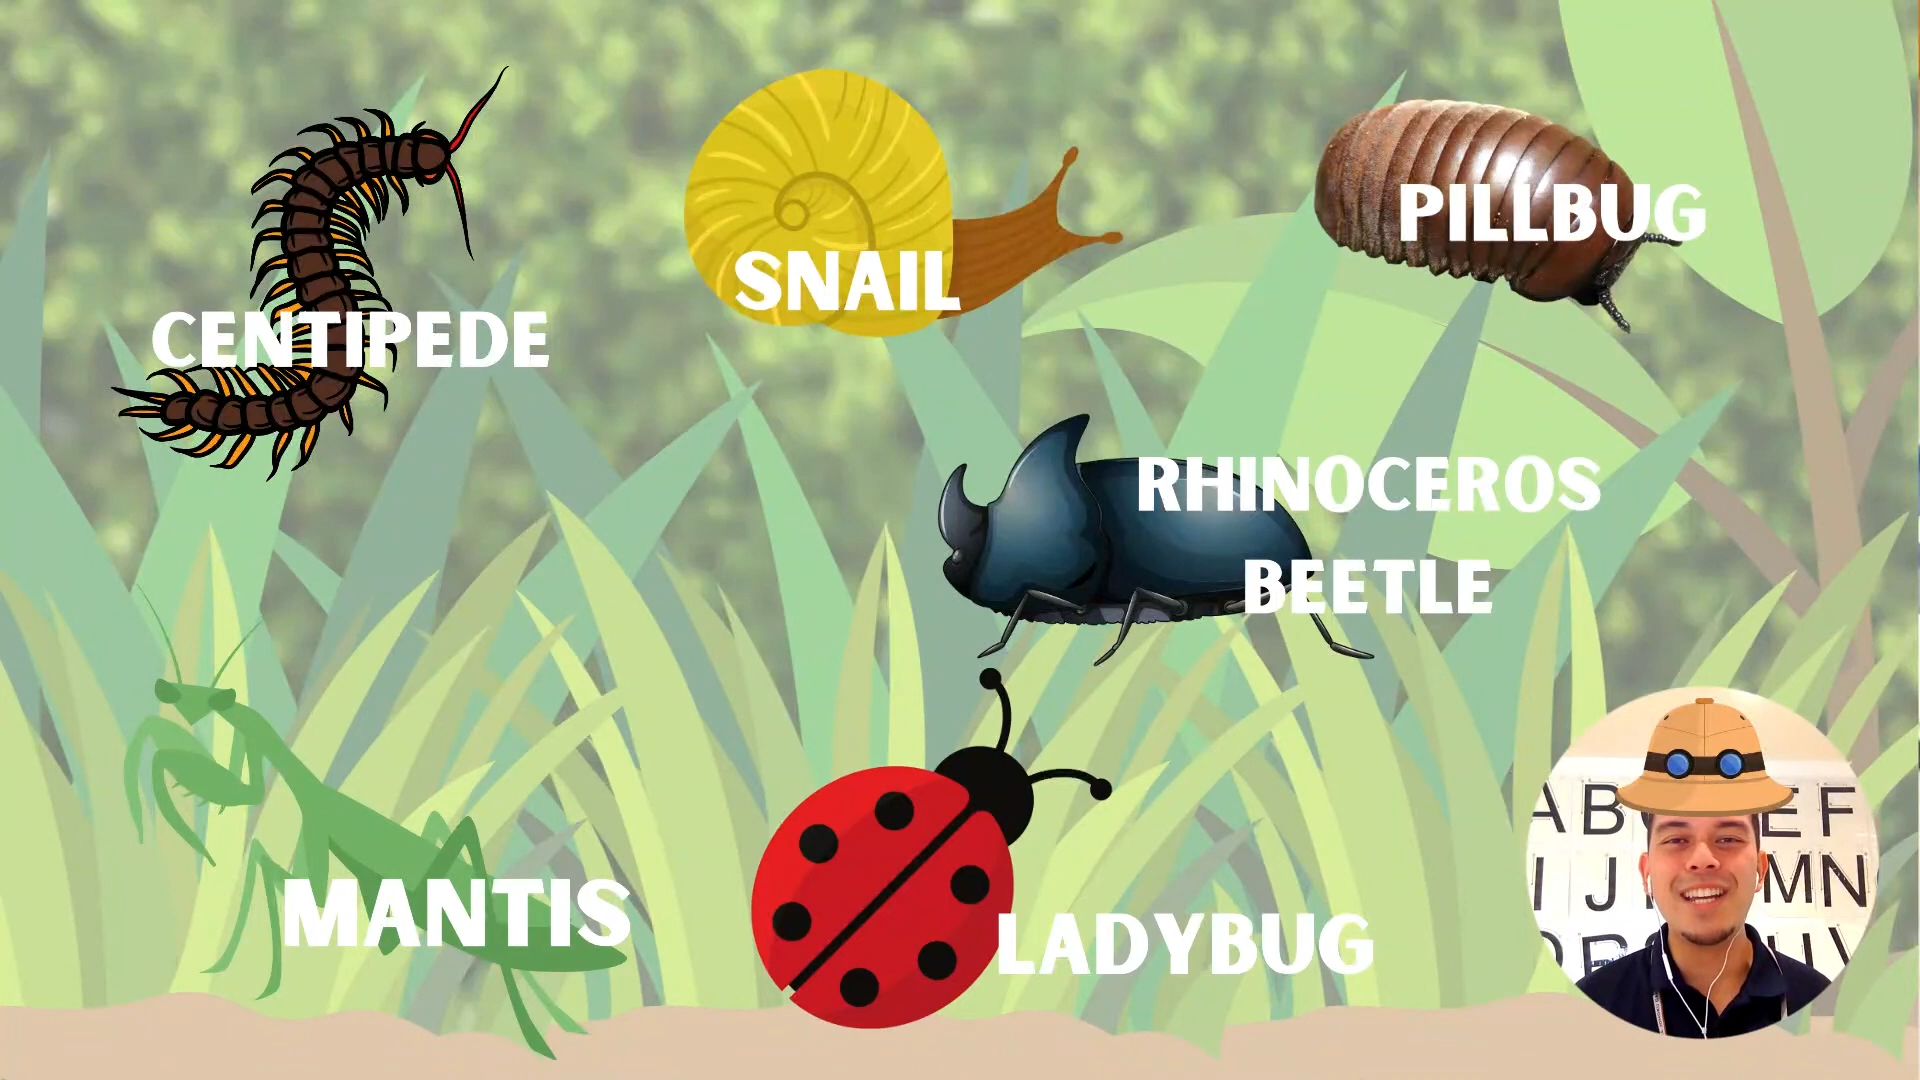 CENTIPEDE
SNAIL
PILLBUG
RHINOCEROS
BEETLE
MANTIS
LADYBUG
A B E F
I J M N